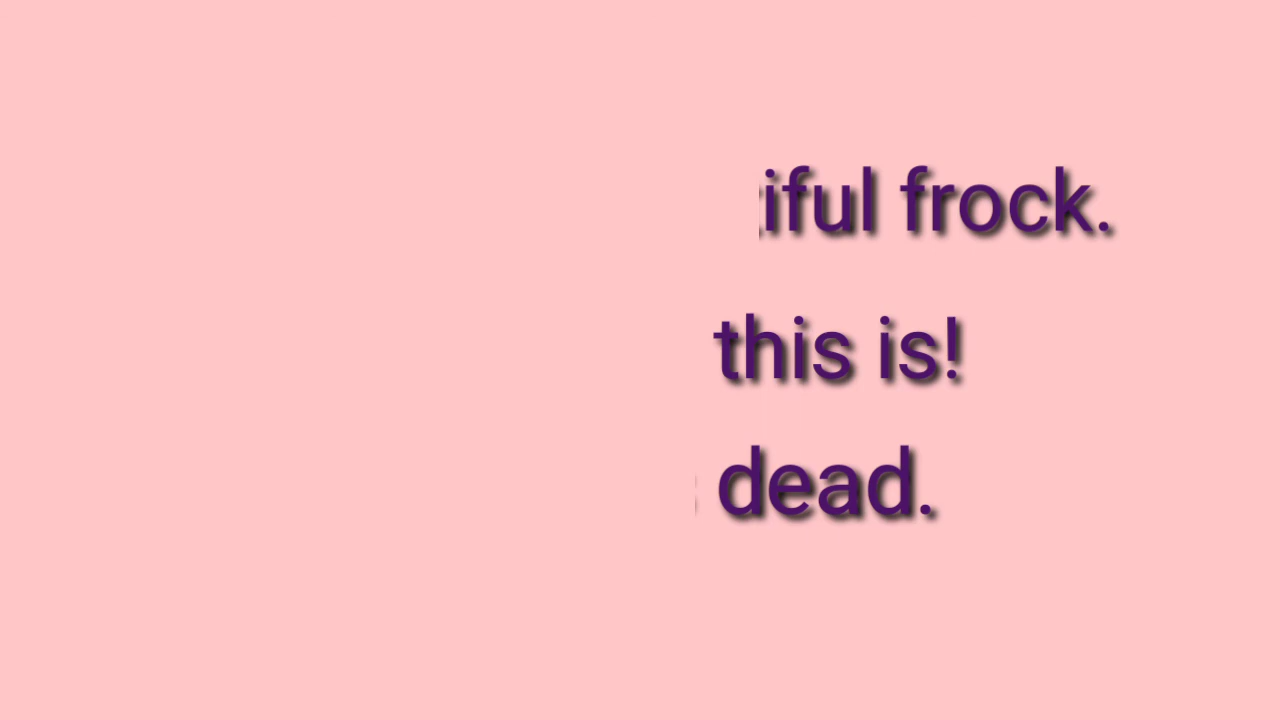 iful frock.
this is!
dead.